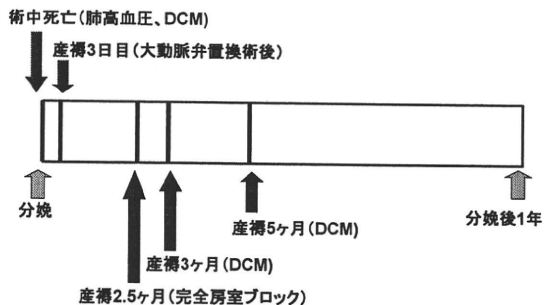 術中死亡(肺高血圧、DCM)
産褥3日目(大動脈弁置換術後)
分娩
分娩後1年
産褥5ヶ月(DCM)
産褥3ヶ月(DCM)
産褥2.5ヶ月(完全房室ブロック)